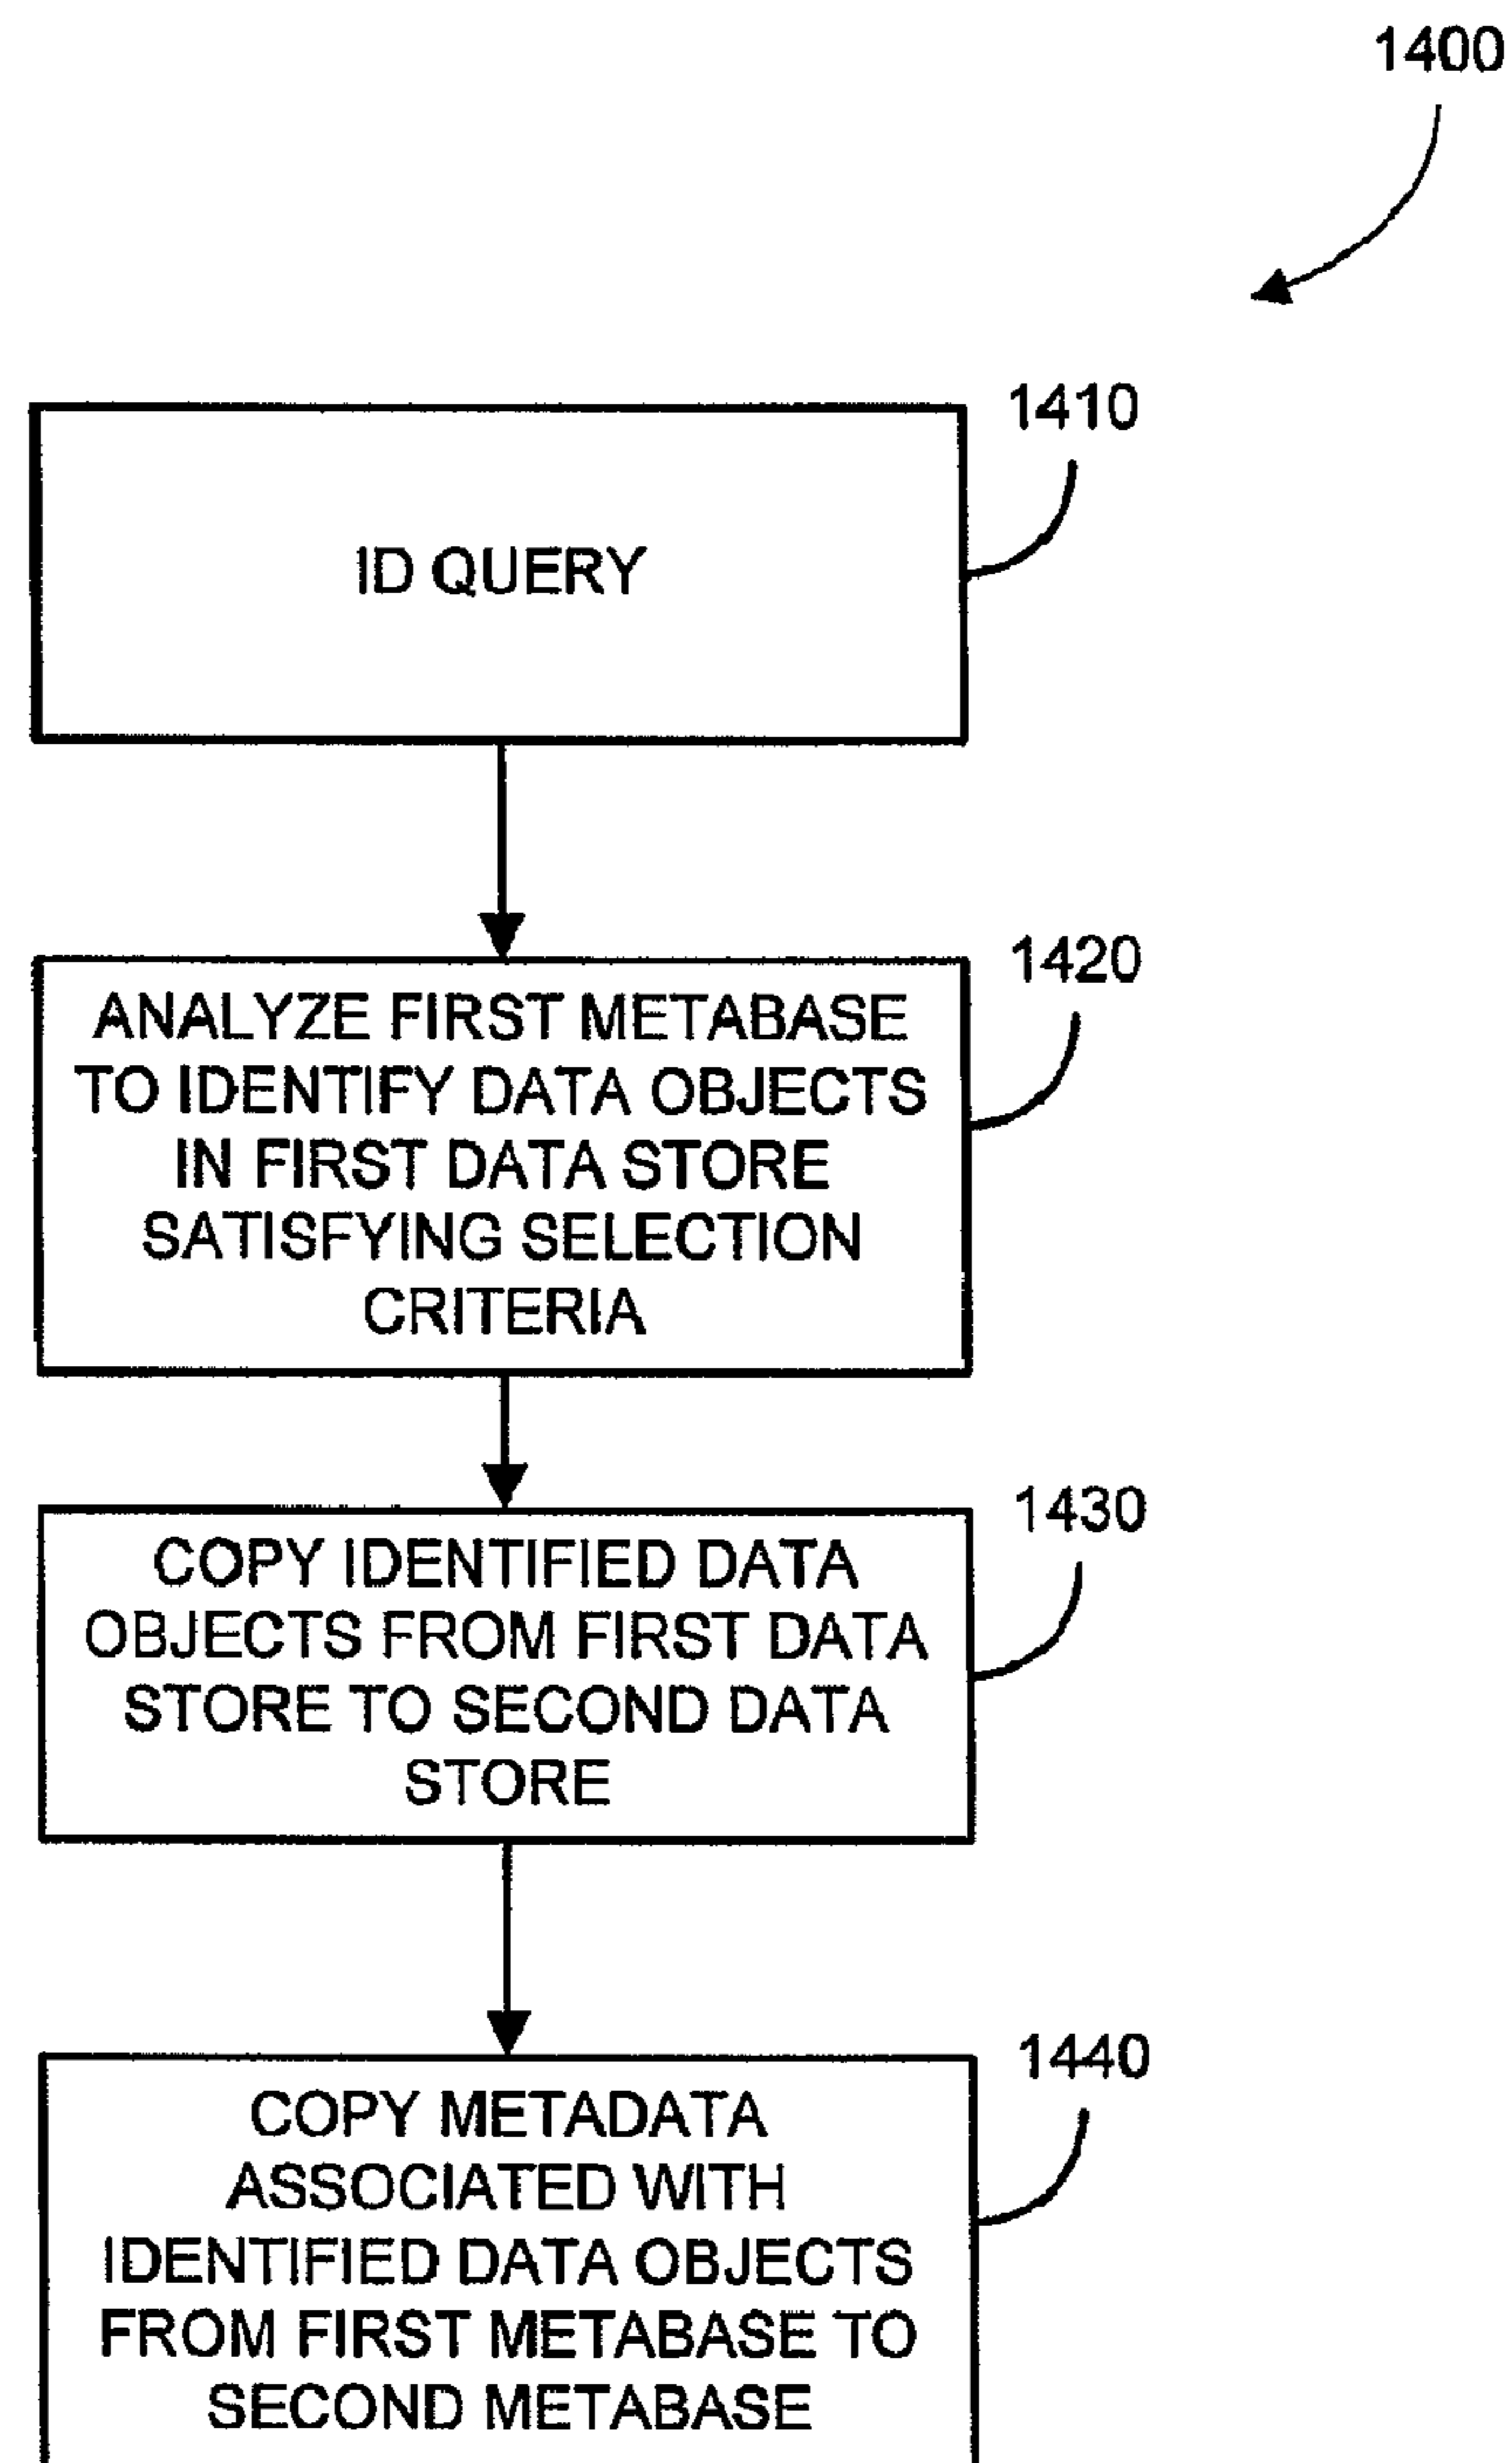 1400
1410
ID QUERY
1420
ANALYZE FIRST METABASE
TO IDENTIFY DATA OBJECTS
IN FIRST DATA STORE
SATISFYING SELECTION
CRITERIA
1430
COPY IDENTIFIED DATA
OBJECTS FROM FIRST DATA
STORE TO SECOND DATA
STORE
1440
COPY METADATA
ASSOCIATED WITH
IDENTIFIED DATA OBJECTS
FROM FIRST METABASE TO
SECOND METABASE